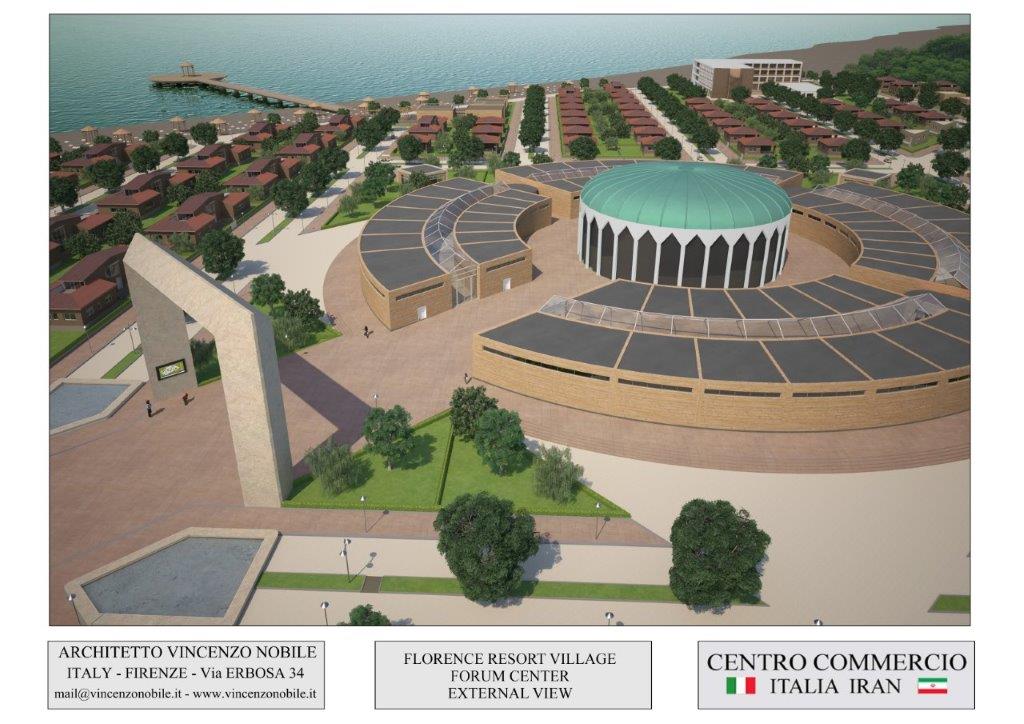 ARCHITETTO VINCENZO NOBILE
ITALY - FIRENZE - Via ERBOSA 34
mail@vincenzonobile.it - www.vincenzonobile.it
FLORENCE RESORT VILLAGE
FORUM CENTER
EXTERNAL VIEW
CENTRO COMMERCIO
ITALIA IRAN